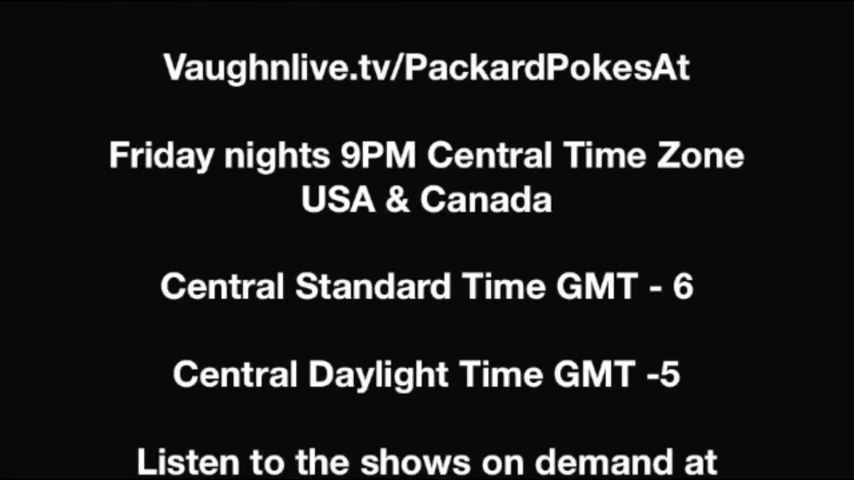 Vaughnlive.tv/PackardPokesAt
Friday nights 9PM Central Time Zone
USA & Canada
Central Standard Time GMT - 6
Central Daylight Time GMT -5
Listen to the shows on demand at